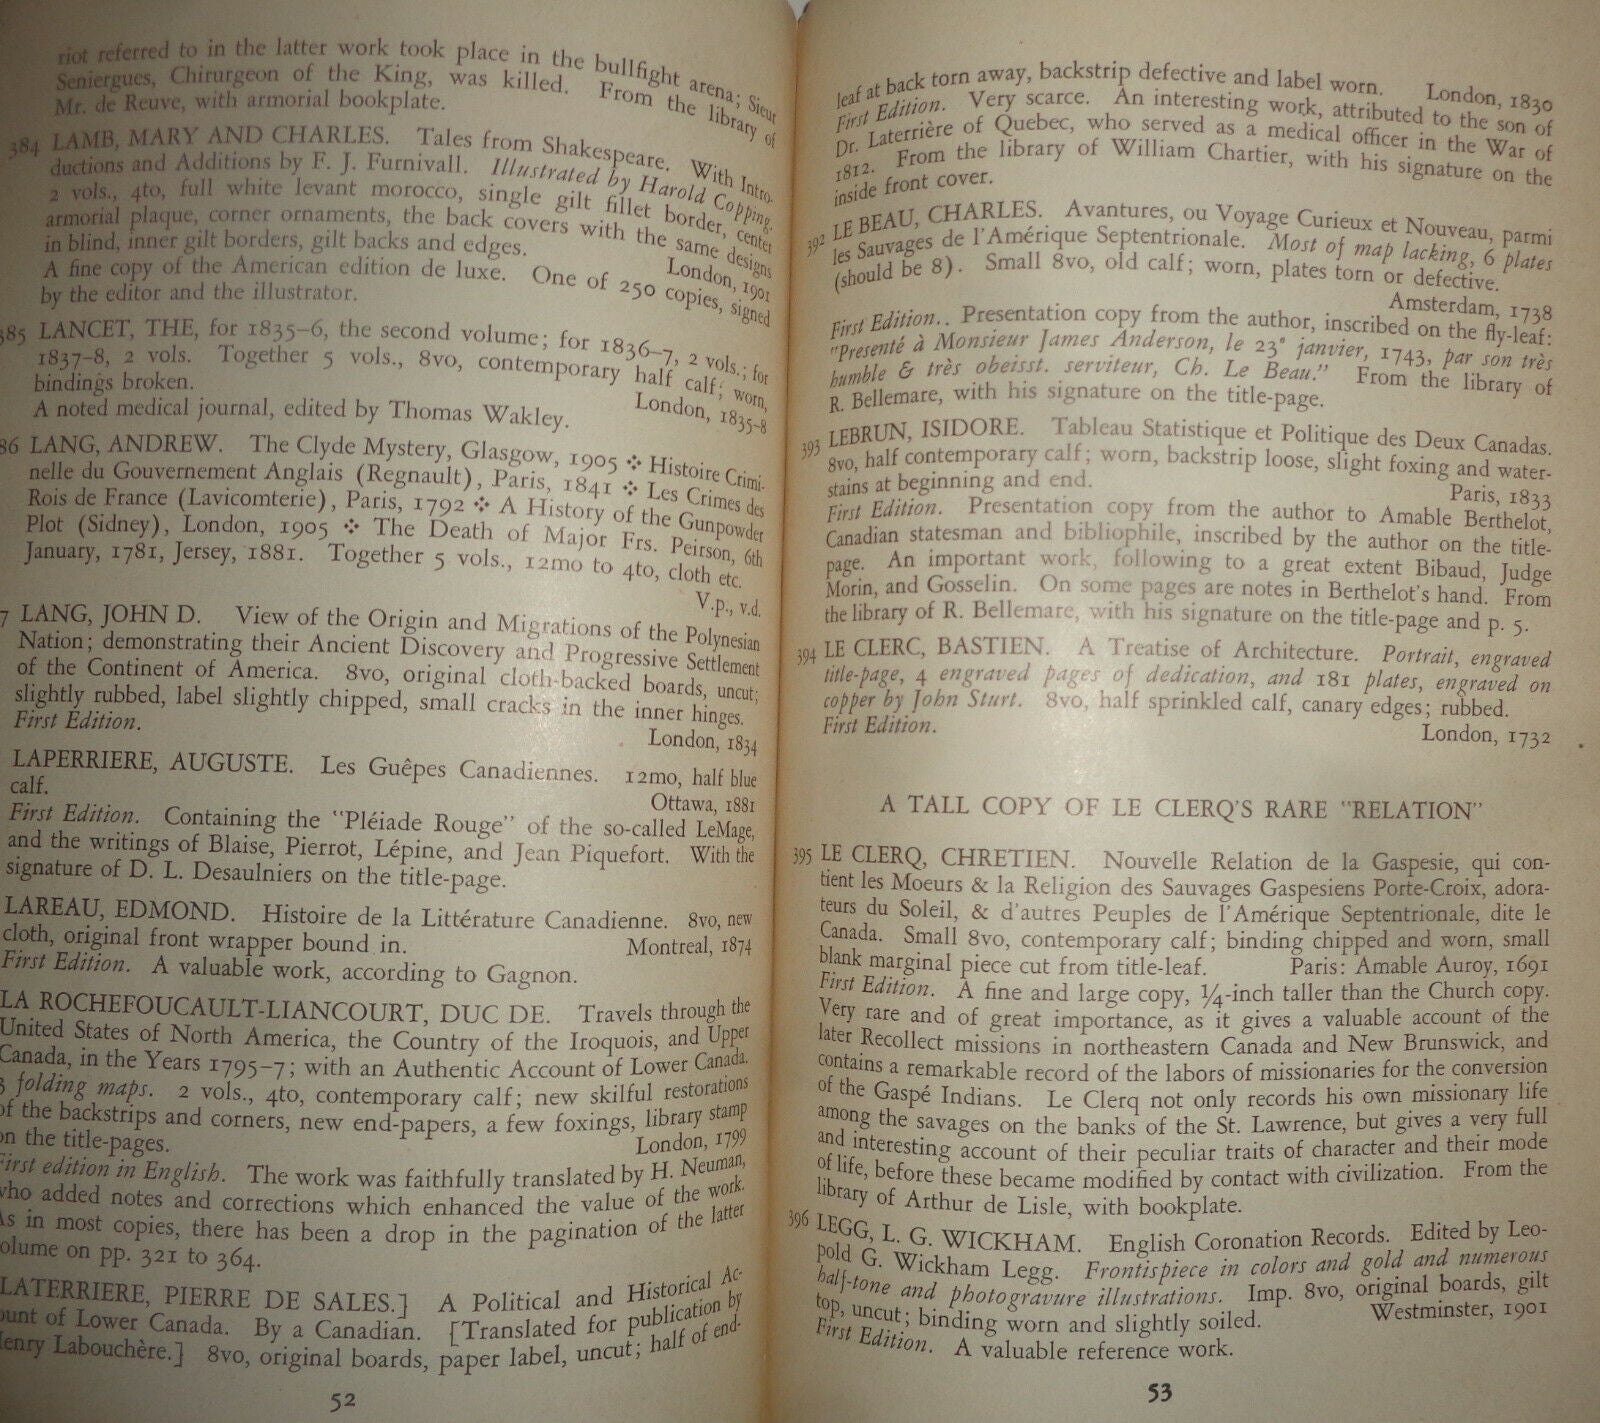 riot referred to in the latter work took place in the bullfight arena; Sieur
Seniergues, Chirurgeon of the King, was killed. From the library of
Mr. de Reuve, with armorial bookplate.
384 LAMB, MARY AND CHARLES. Tales from Shakespeare. With Intro-
ductions and Additions by F. J. Furnivall. Illustrated by Harold Copping.
2 vols., 4to, full white levant morocco, single gilt fillet border, center
armorial plaque, corner ornaments, the back covers with the same designs
in blind, inner gilt borders, gilt backs and edges. London, 1901
A fine copy of the American edition de luxe. One of 250 copies, signed
by the editor and the illustrator.
385 LANCET, THE, for 1835-6, the second volume; for 1836-7, 2 vols.; for
1837-8, 2 vols. Together 5 vols., 8vo, contemporary half calf; worn,
bindings broken. London, 1835-8
A noted medical journal, edited by Thomas Wakley.
86 LANG, ANDREW. The Clyde Mystery, Glasgow, 1905 ❖ Histoire Crimi-
nelle du Gouvernement Anglais (Regnault), Paris, 1841 ❖ Les Crimes des
Rois de France (Lavicomterie), Paris, 1792 ❖ A History of the Gunpowder
Plot (Sidney), London, 1905 ❖ The Death of Major Frs. Peirson, 6th
January, 1781, Jersey, 1881. Together 5 vols., 12mo to 4to, cloth etc.
V.p., v.d.
7 LANG, JOHN D. View of the Origin and Migrations of the Polynesian
Nation; demonstrating their Ancient Discovery and Progressive Settlement
of the Continent of America. 8vo, original cloth-backed boards, uncut;
slightly rubbed, label slightly chipped, small cracks in the inner hinges.
First Edition. London, 1834
LAPERRIERE, AUGUSTE. Les Guêpes Canadiennes. 12mo, half blue
calf. Ottawa, 1881
First Edition. Containing the "Pléiade Rouge" of the so-called LeMage,
and the writings of Blaise, Pierrot, Lépine, and Jean Piquefort. With the
signature of D. L. Desaulniers on the title-page.
LAREAU, EDMOND. Histoire de la Littérature Canadienne. 8vo, new
cloth, original front wrapper bound in. Montreal, 1874
First Edition. A valuable work, according to Gagnon.
LA ROCHEFOUCAULT-LIANCOURT, DUC DE. Travels through the
United States of North America, the Country of the Iroquois, and Upper
Canada, in the Years 1795-7; with an Authentic Account of Lower Canada.
3 folding maps. 2 vols., 4to, contemporary calf; new skilful restorations
of the backstrips and corners, new end-papers, a few foxings, library stamp
on the title-pages. London, 1799
First edition in English. The work was faithfully translated by H. Neuman,
who added notes and corrections which enhanced the value of the work.
As in most copies, there has been a drop in the pagination of the latter
volume on pp. 321 to 364.
LATERRIERE, PIERRE DE SALES.] A Political and Historical Ac-
ount of Lower Canada. By a Canadian. [Translated for publication by
Henry Labouchère.] 8vo, original boards, paper label, uncut; half of end-
52
leaf at back torn away, backstrip defective and label worn. London, 1830
First Edition. Very scarce. An interesting work, attributed to the son of
Dr. Laterrière of Quebec, who served as a medical officer in the War of
1812. From the library of William Chartier, with his signature on the
inside front cover.
392 LE BEAU, CHARLES. Avantures, ou Voyage Curieux et Nouveau, parmi
les Sauvages de l'Amérique Septentrionale. Most of map lacking, 6 plates
(should be 8). Small 8vo, old calf; worn, plates torn or defective.
Amsterdam, 1738
First Edition.. Presentation copy from the author, inscribed on the fly-leaf:
"Presenté à Monsieur James Anderson, le 23e janvier, 1743, par son très
humble & très obeisst. serviteur, Ch. Le Beau." From the library of
R. Bellemare, with his signature on the title-page.
393 LEBRUN, ISIDORE. Tableau Statistique et Politique des Deux Canadas.
8vo, half contemporary calf; worn, backstrip loose, slight foxing and water-
stains at beginning and end. Paris, 1833
First Edition. Presentation copy from the author to Amable Berthelot,
Canadian statesman and bibliophile, inscribed by the author on the title-
page. An important work, following to a great extent Bibaud, Judge
Morin, and Gosselin. On some pages are notes in Berthelot's hand. From
the library of R. Bellemare, with his signature on the title-page and p. 5.
394 LE CLERC, BASTIEN. A Treatise of Architecture. Portrait, engraved
title-page, 4 engraved pages of dedication, and 181 plates, engraved on
copper by John Sturt. 8vo, half sprinkled calf, canary edges; rubbed.
First Edition. London, 1732
A TALL COPY OF LE CLERQ'S RARE "RELATION"
395 LE CLERQ, CHRETIEN. Nouvelle Relation de la Gaspesie, qui con-
tient les Moeurs & la Religion des Sauvages Gaspesiens Porte-Croix, adora-
teurs du Soleil, & d'autres Peuples de l'Amérique Septentrionale, dite le
Canada. Small 8vo, contemporary calf; binding chipped and worn, small
blank marginal piece cut from title-leaf. Paris: Amable Auroy, 1691
First Edition. A fine and large copy, ¼-inch taller than the Church copy.
Very rare and of great importance, as it gives a valuable account of the
later Recollect missions in northeastern Canada and New Brunswick, and
contains a remarkable record of the labors of missionaries for the conversion
of the Gaspé Indians. Le Clerq not only records his own missionary life
among the savages on the banks of the St. Lawrence, but gives a very full
and interesting account of their peculiar traits of character and their mode
of life, before these became modified by contact with civilization. From the
library of Arthur de Lisle, with bookplate.
396 LEGG, L. G. WICKHAM. English Coronation Records. Edited by Leo-
pold G. Wickham Legg. Frontispiece in colors and gold and numerous
half-tone and photogravure illustrations. Imp. 8vo, original boards, gilt
top, uncut; binding worn and slightly soiled. Westminster, 1901
First Edition. A valuable reference work.
53